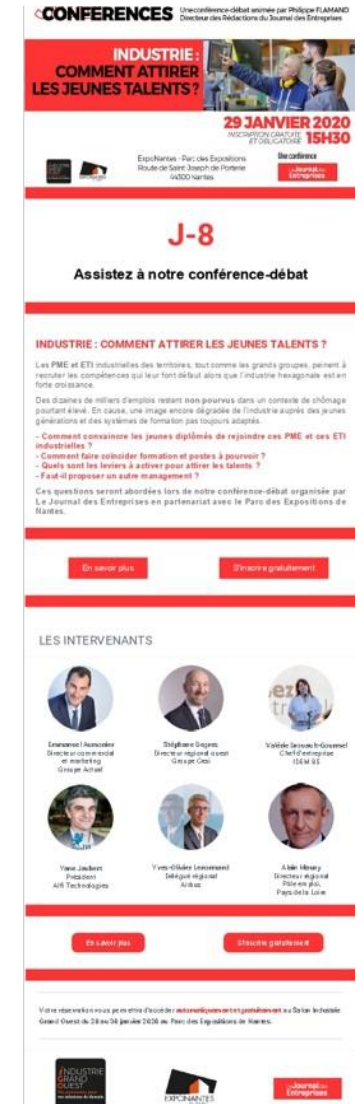 CONFERENCES
Une conférence-débat animée par Philippe FLAMAND
Directeur des Rédactions du Journal des Entreprises
INDUSTRIE :
COMMENT ATTIRER
LES JEUNES TALENTS ?
29 JANVIER 2020
INSCRIPTION GRATUITE
ET OBLIGATOIRE
15H30
ExpoNantes - Parc des Expositions
Route de Saint Joseph de Porterie
44300 Nantes
Une conférence
Le Journal des
Entreprises
J-8
Assistez à notre conférence-débat
INDUSTRIE : COMMENT ATTIRER LES JEUNES TALENTS ?
Les PME et ETI industrielles des territoires, tout comme les grands groupes, peinent à
recruter les compétences qui leur font défaut alors que l'industrie hexagonale est en
forte croissance.
Des dizaines de milliers d'emplois restent non pourvus dans un contexte de chômage
pourtant élevé. En cause, une image encore dégradée de l'industrie auprès des jeunes
générations et des systèmes de formation pas toujours adaptés.
- Comment convaincre les jeunes diplômés de rejoindre ces PME et ces ETI
industrielles ?
- Comment faire coïncider formation et postes à pourvoir ?
- Quels sont les leviers à activer pour attirer les talents ?
- Faut-il proposer un autre management ?
Ces questions seront abordées lors de notre conférence-débat organisée par
Le Journal des Entreprises en partenariat avec le Parc des Expositions de
Nantes.
En savoir plus
S'inscrire gratuitement
LES INTERVENANTS
Emmanuel
Directeur commercial
et marketing
Groupe Actual
Stéphane
Directeur régional ouest
Groupe Cesi
Valérie
Chef d'entreprise
Yann Jaubert
Président
Alfi Technologies
Yves-Olivier Lenormand
Délégué régional
Airbus
Alain Mauny
Directeur régional
Pôle emploi,
Pays de la Loire
En savoir plus
S'inscrire gratuitement
Votre réservation vous permettra d'accéder automatiquement et gratuitement au Salon Industrie
Grand Ouest du 28 au 30 janvier 2020 au Parc des Expositions de Nantes.
INDUSTRIE
GRAND
OUEST
EXPONANTES
Le Journal des
Entreprises